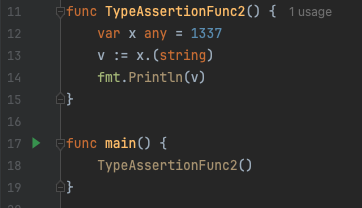 11 func TypeAssertionFunc2() { 1 usage
12     var x any = 1337
13     v := x.(string)
14     fmt.Println(v)
15 }
16
17 func main() {
18     TypeAssertionFunc2()
19 }